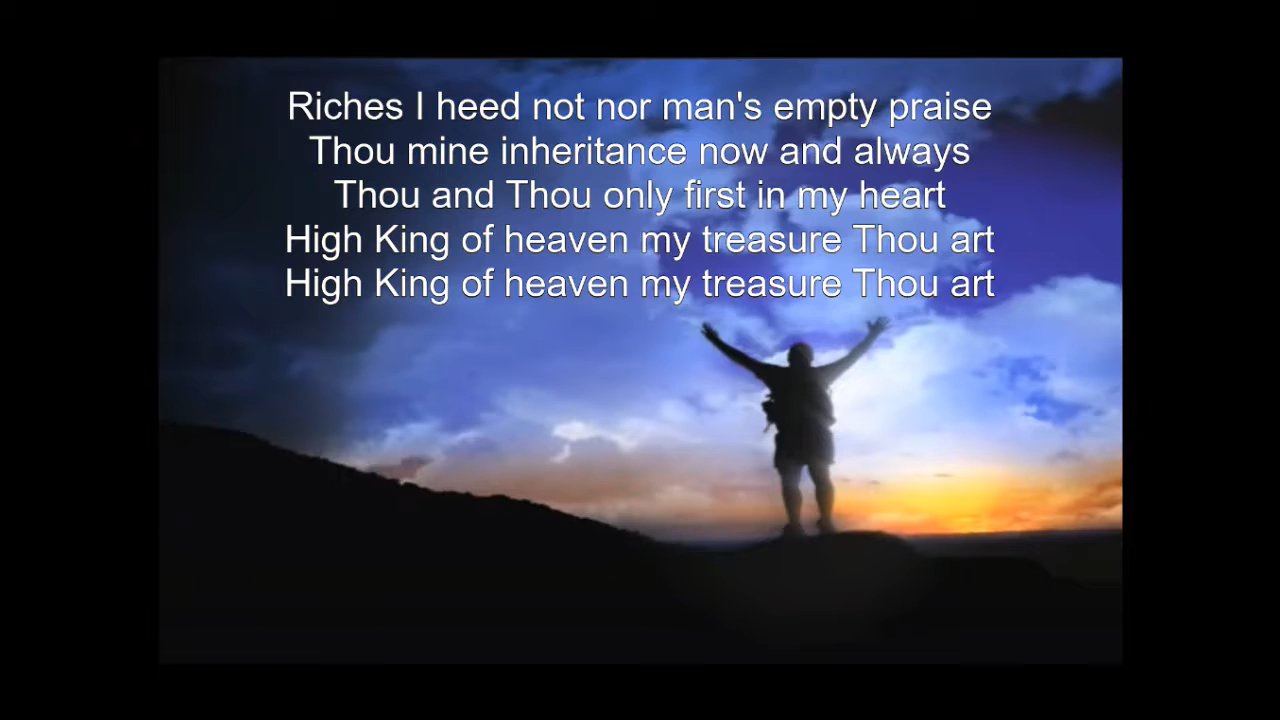 Riches I heed not nor man's empty praise
Thou mine inheritance now and always
Thou and Thou only first in my heart
High King of heaven my treasure Thou art
High King of heaven my treasure Thou art